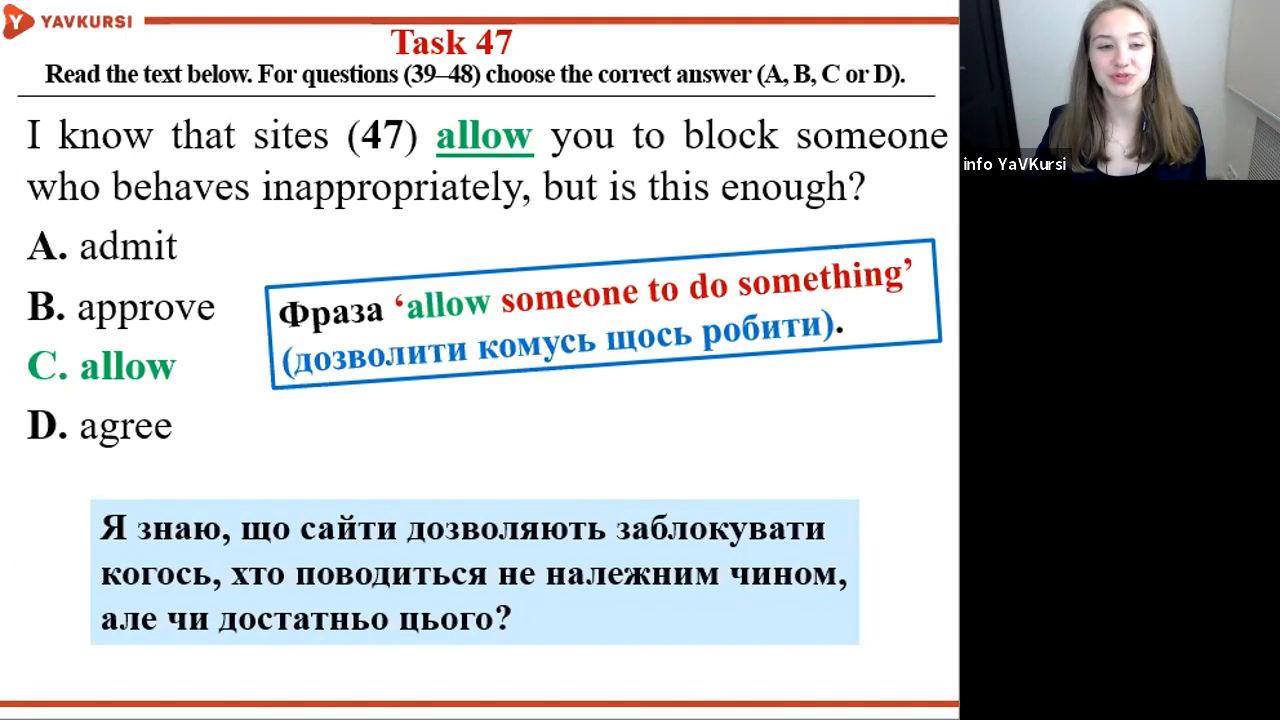 YAVKURSI
Task 47
Read the text below. For questions (39–48) choose the correct answer (A, B, C or D).
I know that sites (47) allow you to block someone
who behaves inappropriately, but is this enough?
A. admit
B. approve
C. allow
D. agree
Фраза ‘allow someone to do something’
(дозволити комусь щось робити).
Я знаю, що сайти дозволяють заблокувати
когось, хто поводиться не належним чином,
але чи достатньо цього?
info YaVKursi